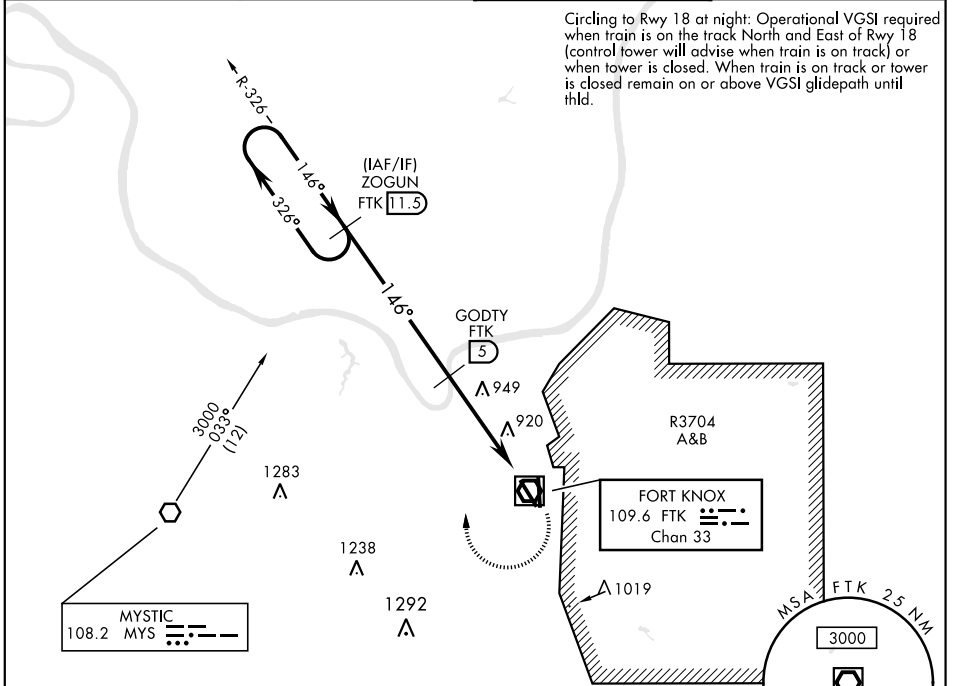 Circling to Rwy 18 at night: Operational VGSI required
when train is on the track North and East of Rwy 18
(control tower will advise when train is on track) or
when tower is closed. When train is on track or tower
is closed remain on or above VGSI glidepath until
thld.
R-326
146°
326°
(IAF/IF)
ZOGUN
FTK 11.5
146°
GODTY
FTK
5
949
920
R3704
A&B
3000
033°
(12)
1283
FORT KNOX
109.6 FTK
Chan 33
1238
1019
1292
MYSTIC
108.2 MYS
MSA FTK 25 NM
3000